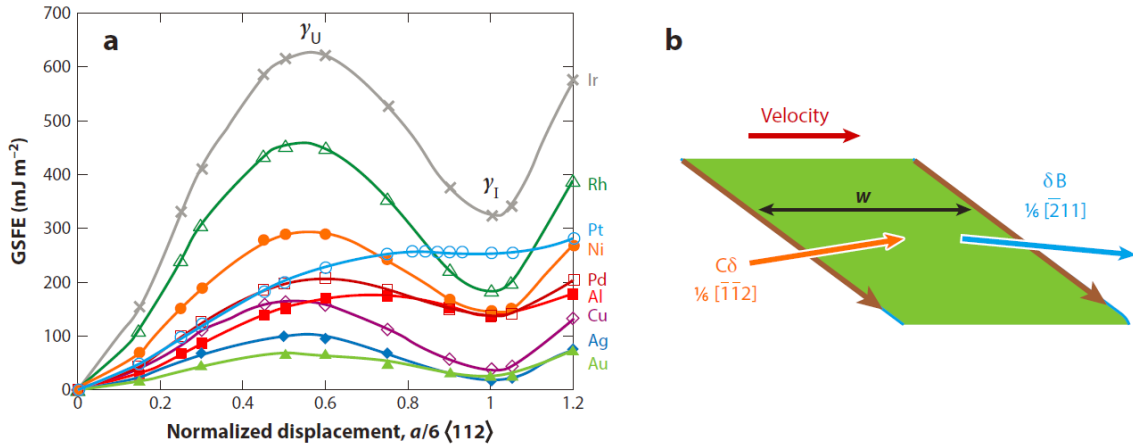 a
700
600
500
400
300
200
100
0
GSFE (mJ m⁻²)
γU
γI
Ir
Rh
Pt
Ni
Pd
Al
Cu
Ag
Au
0 0.2 0.4 0.6 0.8 1 1.2
Normalized displacement, a/6 ⟨112⟩
b
Velocity
w
δB
⅙ [2̅11]
Cδ
⅙ [1̅1̅2]